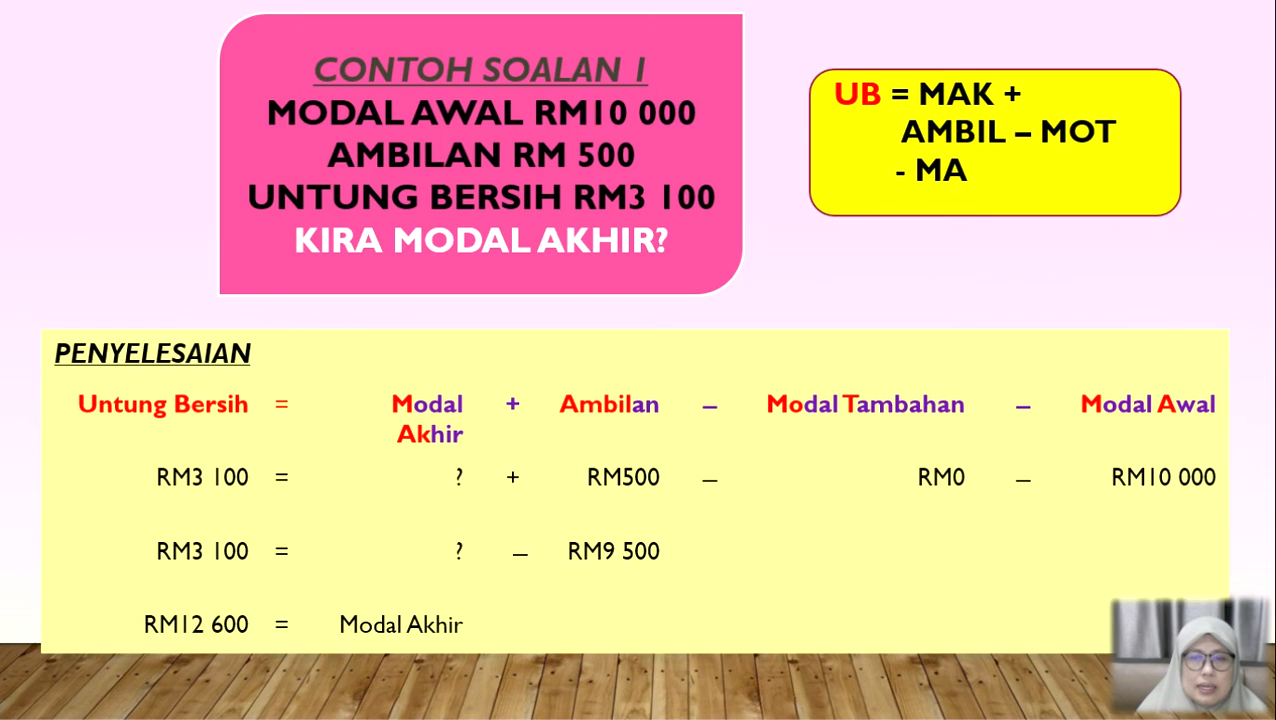 CONTOH SOALAN 1
MODAL AWAL RM10 000
AMBILAN RM 500
UNTUNG BERSIH RM3 100
KIRA MODAL AKHIR?
UB = MAK +
AMBIL – MOT
- MA
PENYELESAIAN
Untung Bersih = Modal + Ambilan – Modal Tambahan – Modal Awal
Akhir
RM3 100 = ? + RM500 – RM0 – RM10 000
RM3 100 = ? – RM9 500
RM12 600 = Modal Akhir